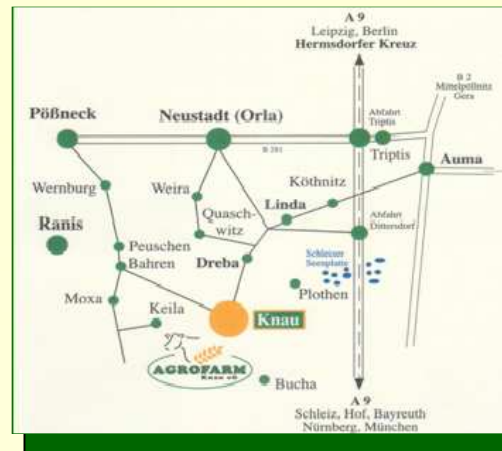 A 9
Leipzig, Berlin
Hermsdorfer Kreuz
B 2
Mittelpöllnitz
Gera
Pößneck
Neustadt (Orla)
Abfahrt
Triptis
B 281
Triptis
Auma
Wernburg
Weira
Köthnitz
Quasch-
witz
Linda
Ranis
Abfahrt
Dittersdorf
Peuschen
Bahren
Dreba
Schleizer
Seenplatte
Plothen
Moxa
Keila
Knau
AGROFARM
Knau eG
Bucha
A 9
Schleiz, Hof, Bayreuth
Nürnberg, München